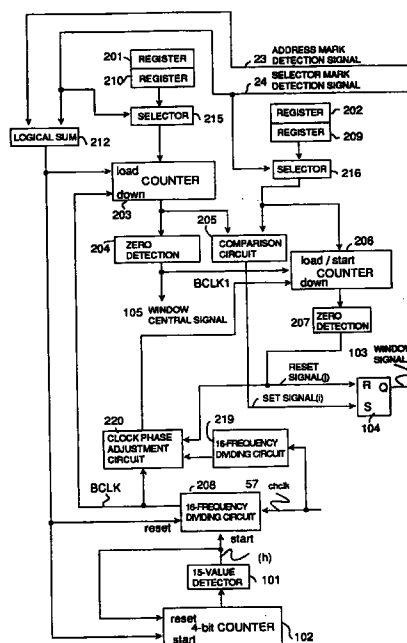 201
REGISTER
210
REGISTER
23
ADDRESS MARK
DETECTION SIGNAL
24
SELECTOR MARK
DETECTION SIGNAL
LOGICAL SUM
212
SELECTOR
215
REGISTER
202
REGISTER
209
SELECTOR
216
load
COUNTER
down
203
204
ZERO
DETECTION
205
COMPARISON
CIRCUIT
206
load / start
COUNTER
down
BCLK1
105
WINDOW
CENTRAL SIGNAL
207
ZERO
DETECTION
103
WINDOW
SIGNAL
RESET
SIGNAL(j)
SET SIGNAL(i)
R Q
S
104
220
CLOCK PHASE
ADJUSTMENT
CIRCUIT
219
16-FREQUENCY
DIVIDING CIRCUIT
BCLK
208
16-FREQUENCY
DIVIDING CIRCUIT
57
chclk
reset
start
(h)
15-VALUE
DETECTOR
101
reset
4-bit COUNTER
start
102